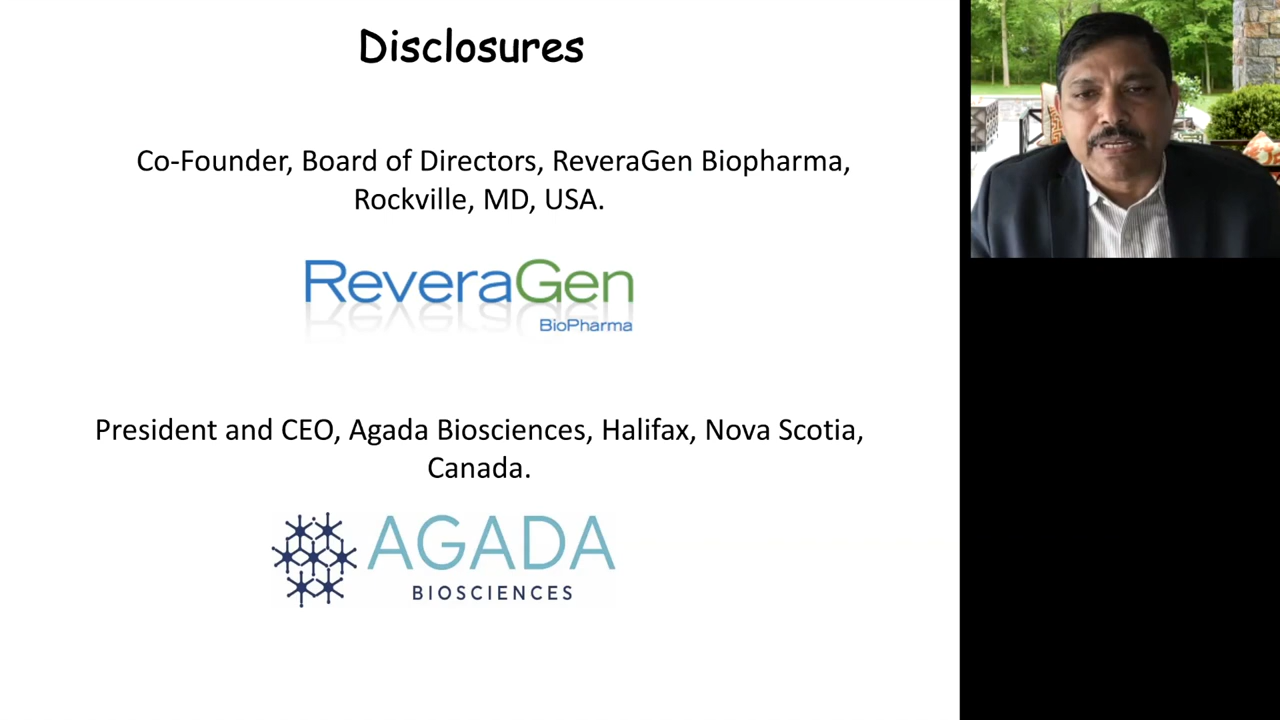 Disclosures
Co-Founder, Board of Directors, ReveraGen Biopharma,
Rockville, MD, USA.
ReveraGen
BioPharma
President and CEO, Agada Biosciences, Halifax, Nova Scotia,
Canada.
AGADA
BIOSCIENCES